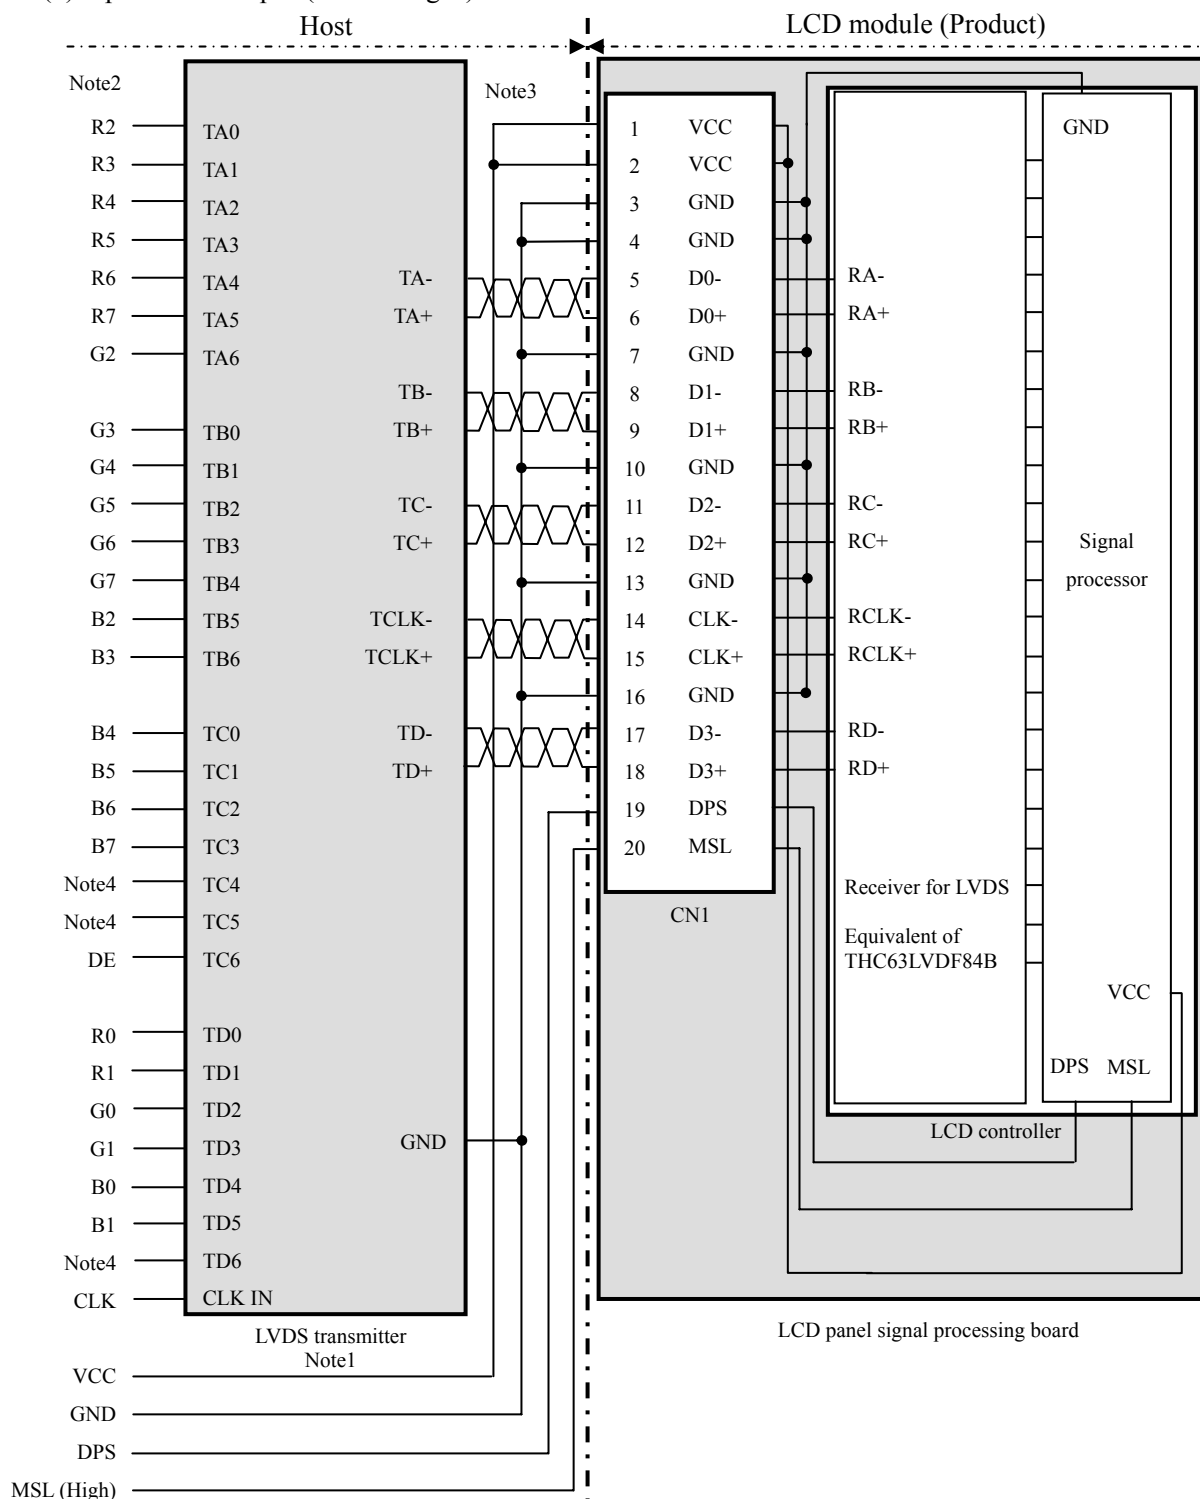 Host
LCD module (Product)
Note2
Note3
R2 TA0
R3 TA1
R4 TA2
R5 TA3
R6 TA4 TA-
R7 TA5 TA+
G2 TA6
TB-
G3 TB0 TB+
G4 TB1
G5 TB2 TC-
G6 TB3 TC+
G7 TB4
B2 TB5 TCLK-
B3 TB6 TCLK+
B4 TC0 TD-
B5 TC1 TD+
B6 TC2
B7 TC3
Note4 TC4
Note4 TC5
DE TC6
R0 TD0
R1 TD1
G0 TD2
G1 TD3 GND
B0 TD4
B1 TD5
Note4 TD6
CLK CLK IN
LVDS transmitter
Note1
VCC
GND
DPS
MSL (High)
1 VCC
2 VCC
3 GND
4 GND
5 D0- RA-
6 D0+ RA+
7 GND
8 D1- RB-
9 D1+ RB+
10 GND
11 D2- RC-
12 D2+ RC+
13 GND
14 CLK- RCLK-
15 CLK+ RCLK+
16 GND
17 D3- RD-
18 D3+ RD+
19 DPS
20 MSL
CN1
Receiver for LVDS
Equivalent of
THC63LVDF84B
GND
Signal
processor
VCC
DPS MSL
LCD controller
LCD panel signal processing board